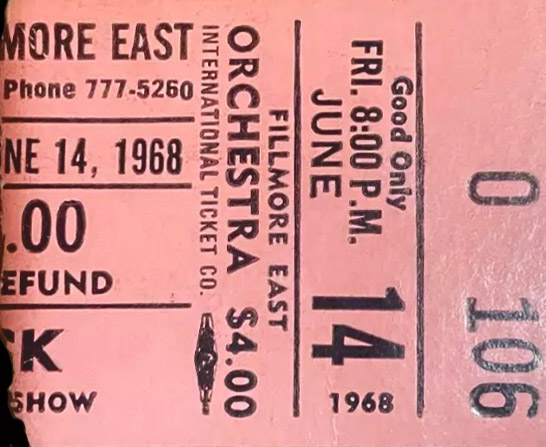 MORE EAST
Phone 777-5260
NE 14, 1968
.00
EFUND
CK
SHOW
INTERNATIONAL TICKET CO.
ORCHESTRA $4.00
FILLMORE EAST
JUNE 14
FRI. 8:00 P.M.
Good Only
1968
O 106